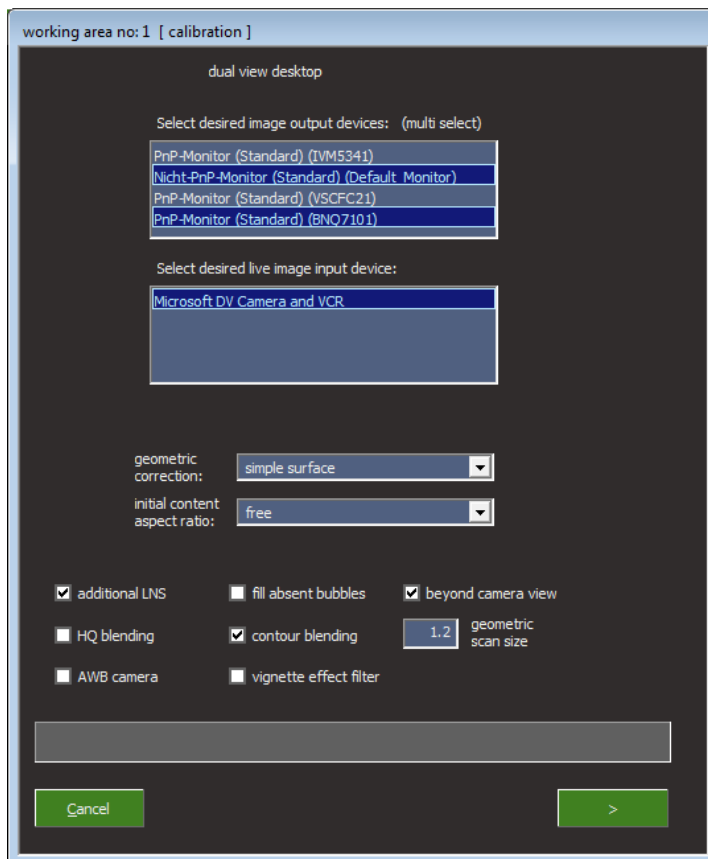 working area no: 1 [ calibration ]
dual view desktop
Select desired image output devices: (multi select)
PnP-Monitor (Standard) (IVM5341)
Nicht-PnP-Monitor (Standard) (Default_Monitor)
PnP-Monitor (Standard) (VSCFC21)
PnP-Monitor (Standard) (BNQ7101)
Select desired live image input device:
Microsoft DV Camera and VCR
geometric
correction:
simple surface
initial content
aspect ratio:
free
additional LNS
fill absent bubbles
beyond camera view
HQ blending
contour blending
1.2
geometric
scan size
AWB camera
vignette effect filter
Cancel
>